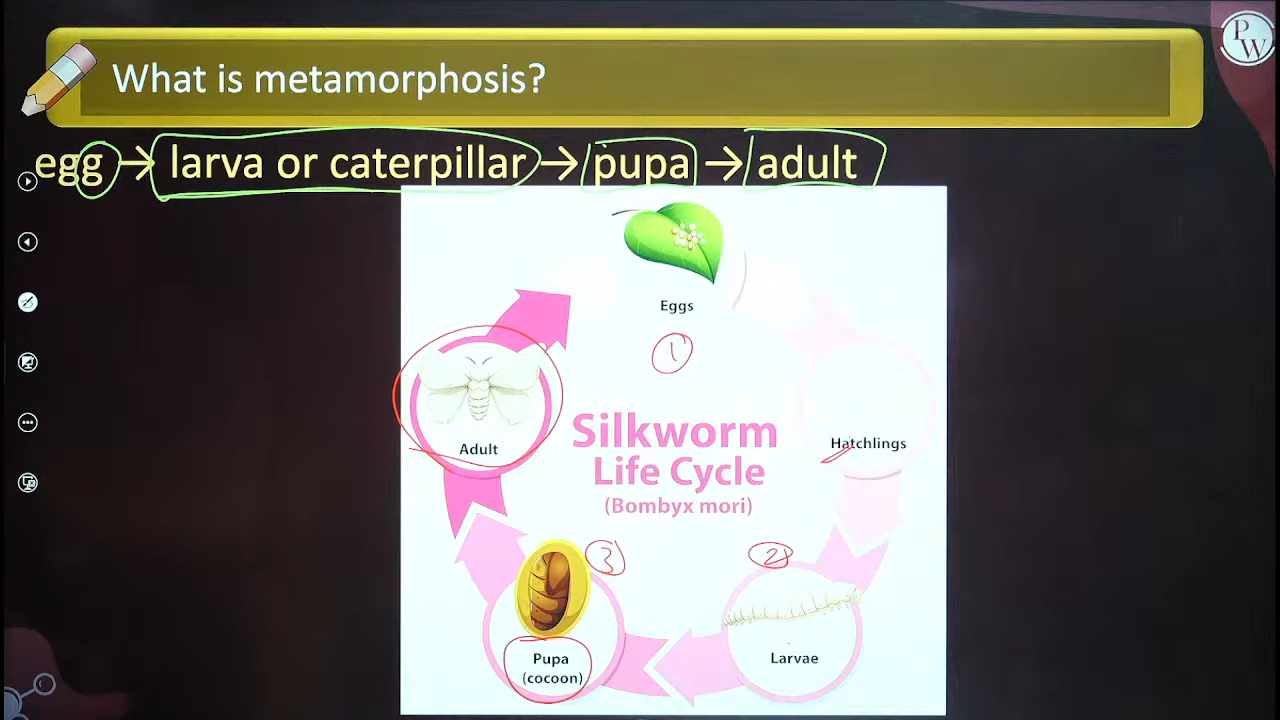 PW
What is metamorphosis?
egg → larva or caterpillar → pupa → adult
Eggs
1
Hatchlings
Adult
Silkworm
Life Cycle
(Bombyx mori)
3
2
Pupa
(cocoon)
Larvae